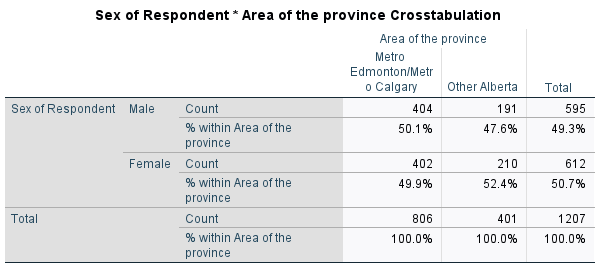 Sex of Respondent * Area of the province Crosstabulation
Area of the province
Metro
Edmonton/Metr
o Calgary Other Alberta Total
Sex of Respondent Male Count 404 191 595
% within Area of the
province 50.1% 47.6% 49.3%
Female Count 402 210 612
% within Area of the
province 49.9% 52.4% 50.7%
Total Count 806 401 1207
% within Area of the
province 100.0% 100.0% 100.0%